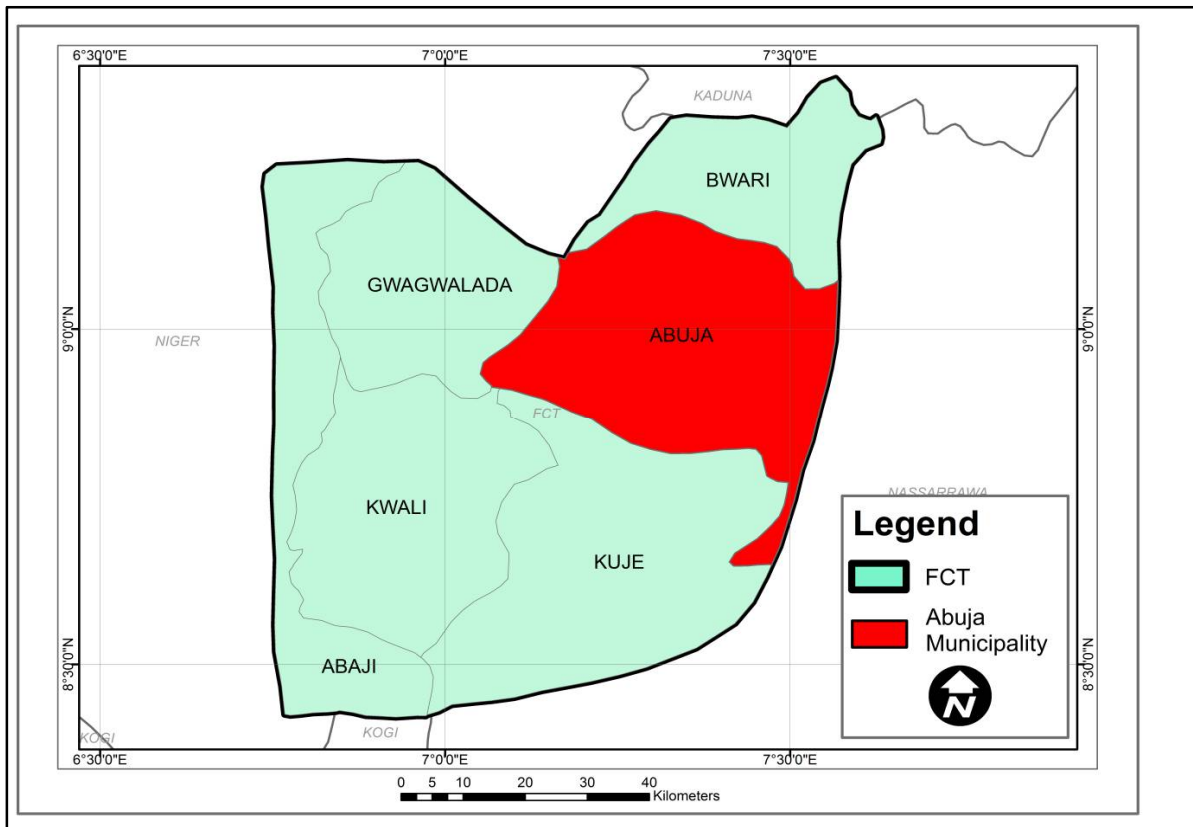 6°30'0"E 7°0'0"E 7°30'0"E
KADUNA
BWARI
GWAGWALADA
9°0'0"N NIGER ABUJA 9°0'0"N
FCT
NASSARRAWA
KWALI
KUJE
Legend
FCT
Abuja
Municipality
N
8°30'0"N ABAJI 8°30'0"N
KOGI KOGI
6°30'0"E 7°0'0"E 7°30'0"E
0 5 10 20 30 40
Kilometers